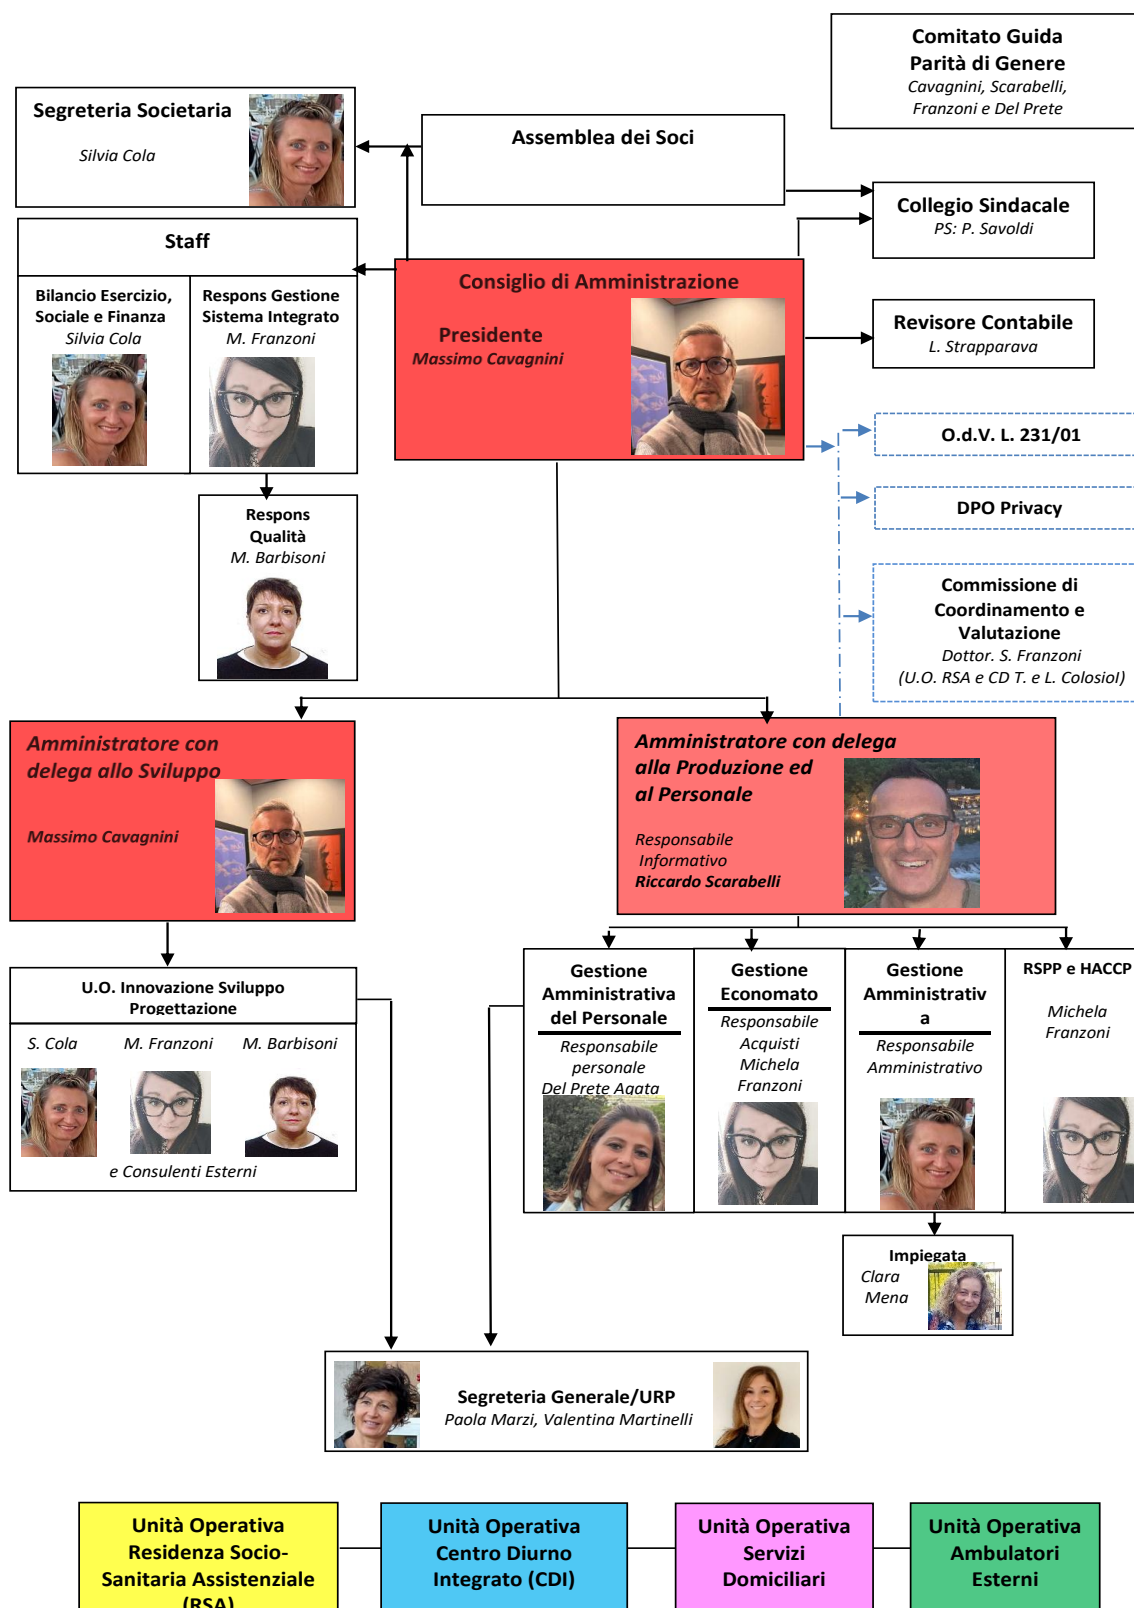 Comitato Guida
Parità di Genere
Cavagnini, Scarabelli,
Franzoni e Del Prete
Segreteria Societaria
Silvia Cola
Assemblea dei Soci
Collegio Sindacale
PS: P. Savoldi
Staff
Bilancio Esercizio,
Sociale e Finanza
Silvia Cola
Respons Gestione
Sistema Integrato
M. Franzoni
Consiglio di Amministrazione
Presidente
Massimo Cavagnini
Revisore Contabile
L. Strapparava
O.d.V. L. 231/01
DPO Privacy
Respons
Qualità
M. Barbisoni
Commissione di
Coordinamento e
Valutazione
Dottor. S. Franzoni
(U.O. RSA e CD T. e L. Colosiol)
Amministratore con
delega allo Sviluppo
Massimo Cavagnini
Amministratore con delega
alla Produzione ed
al Personale
Responsabile
Informativo
Riccardo Scarabelli
U.O. Innovazione Sviluppo
Progettazione
S. Cola
M. Franzoni
M. Barbisoni
e Consulenti Esterni
Gestione
Amministrativa
del Personale
Responsabile
personale
Del Prete Agata
Gestione
Economato
Responsabile
Acquisti
Michela
Franzoni
Gestione
Amministrativ
a
Responsabile
Amministrativo
RSPP e HACCP
Michela
Franzoni
Impiegata
Clara
Mena
Segreteria Generale/URP
Paola Marzi, Valentina Martinelli
Unità Operativa
Residenza Socio-
Sanitaria Assistenziale
(RSA)
Unità Operativa
Centro Diurno
Integrato (CDI)
Unità Operativa
Servizi
Domiciliari
Unità Operativa
Ambulatori
Esterni